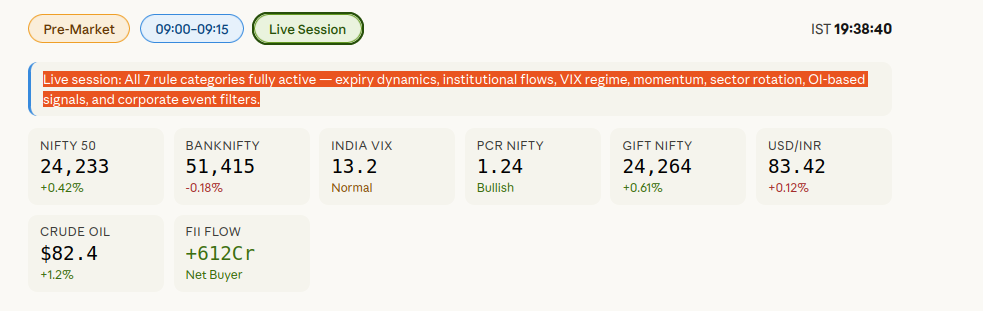 Pre-Market 09:00–09:15 Live Session IST 19:38:40
Live session: All 7 rule categories fully active — expiry dynamics, institutional flows, VIX regime, momentum, sector rotation, OI-based
signals, and corporate event filters.
NIFTY 50 BANKNIFTY INDIA VIX PCR NIFTY GIFT NIFTY USD/INR
24,233 51,415 13.2 1.24 24,264 83.42
+0.42% -0.18% Normal Bullish +0.61% +0.12%
CRUDE OIL FII FLOW
$82.4 +612Cr
+1.2% Net Buyer